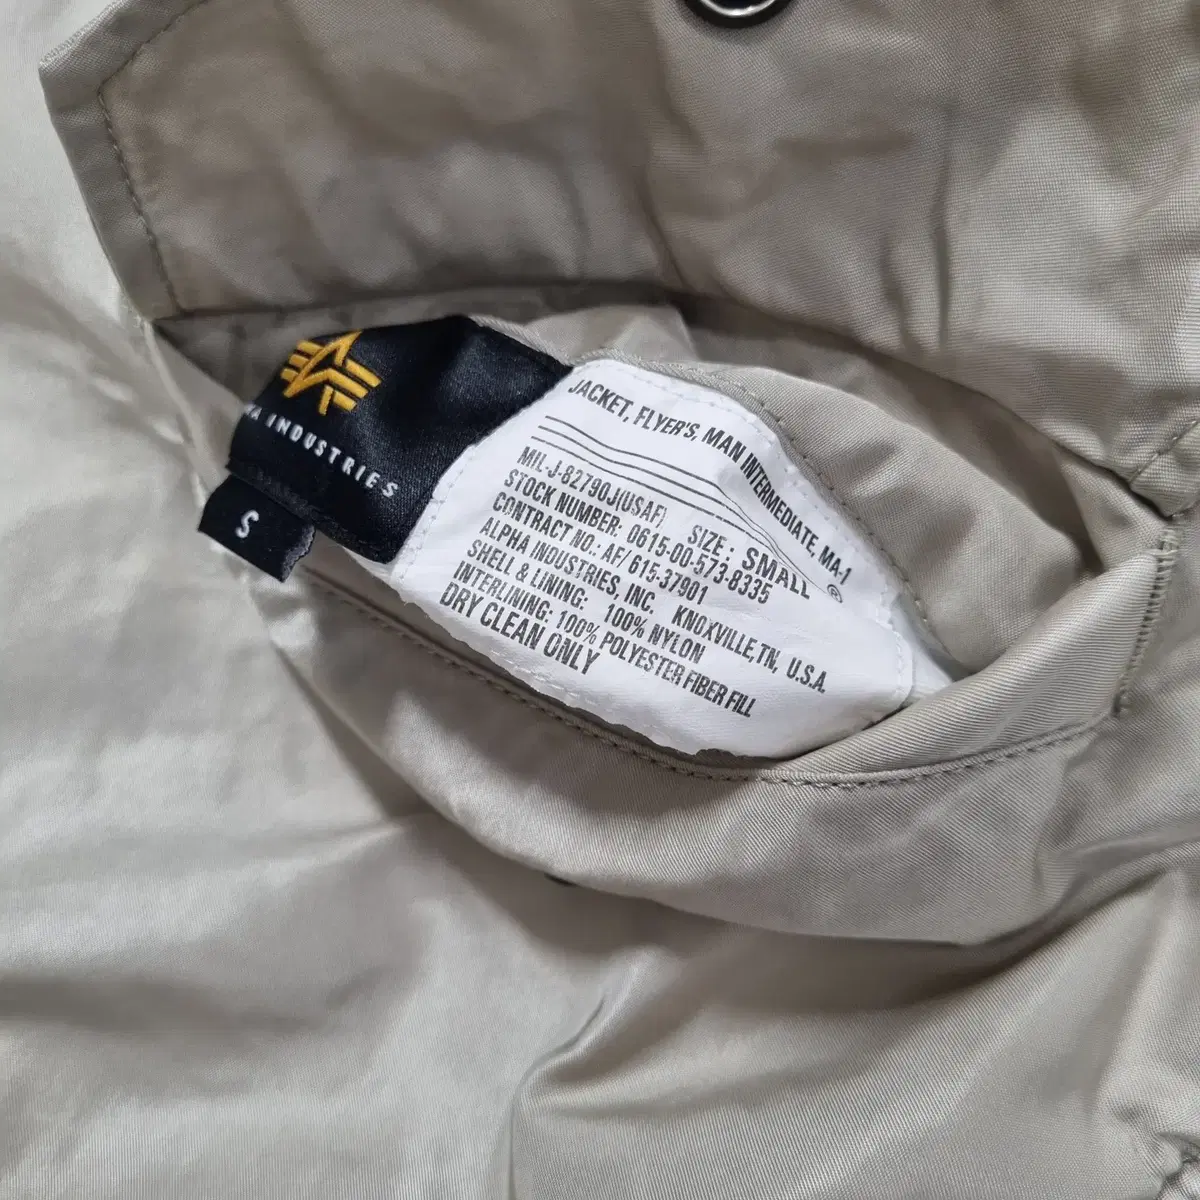 INDUSTRIES
S
JACKET, FLYER'S, MAN INTERMEDIATE, MA-1
MIL-J-82790J(USAF) SIZE: SMALL ®
STOCK NUMBER: 0615-00-573-8335
CONTRACT NO.: AF/ 615-37901
ALPHA INDUSTRIES, INC. KNOXVILLE,TN, U.S.A.
SHELL & LINING: 100% NYLON
INTERLINING: 100% POLYESTER FIBER FILL
DRY CLEAN ONLY